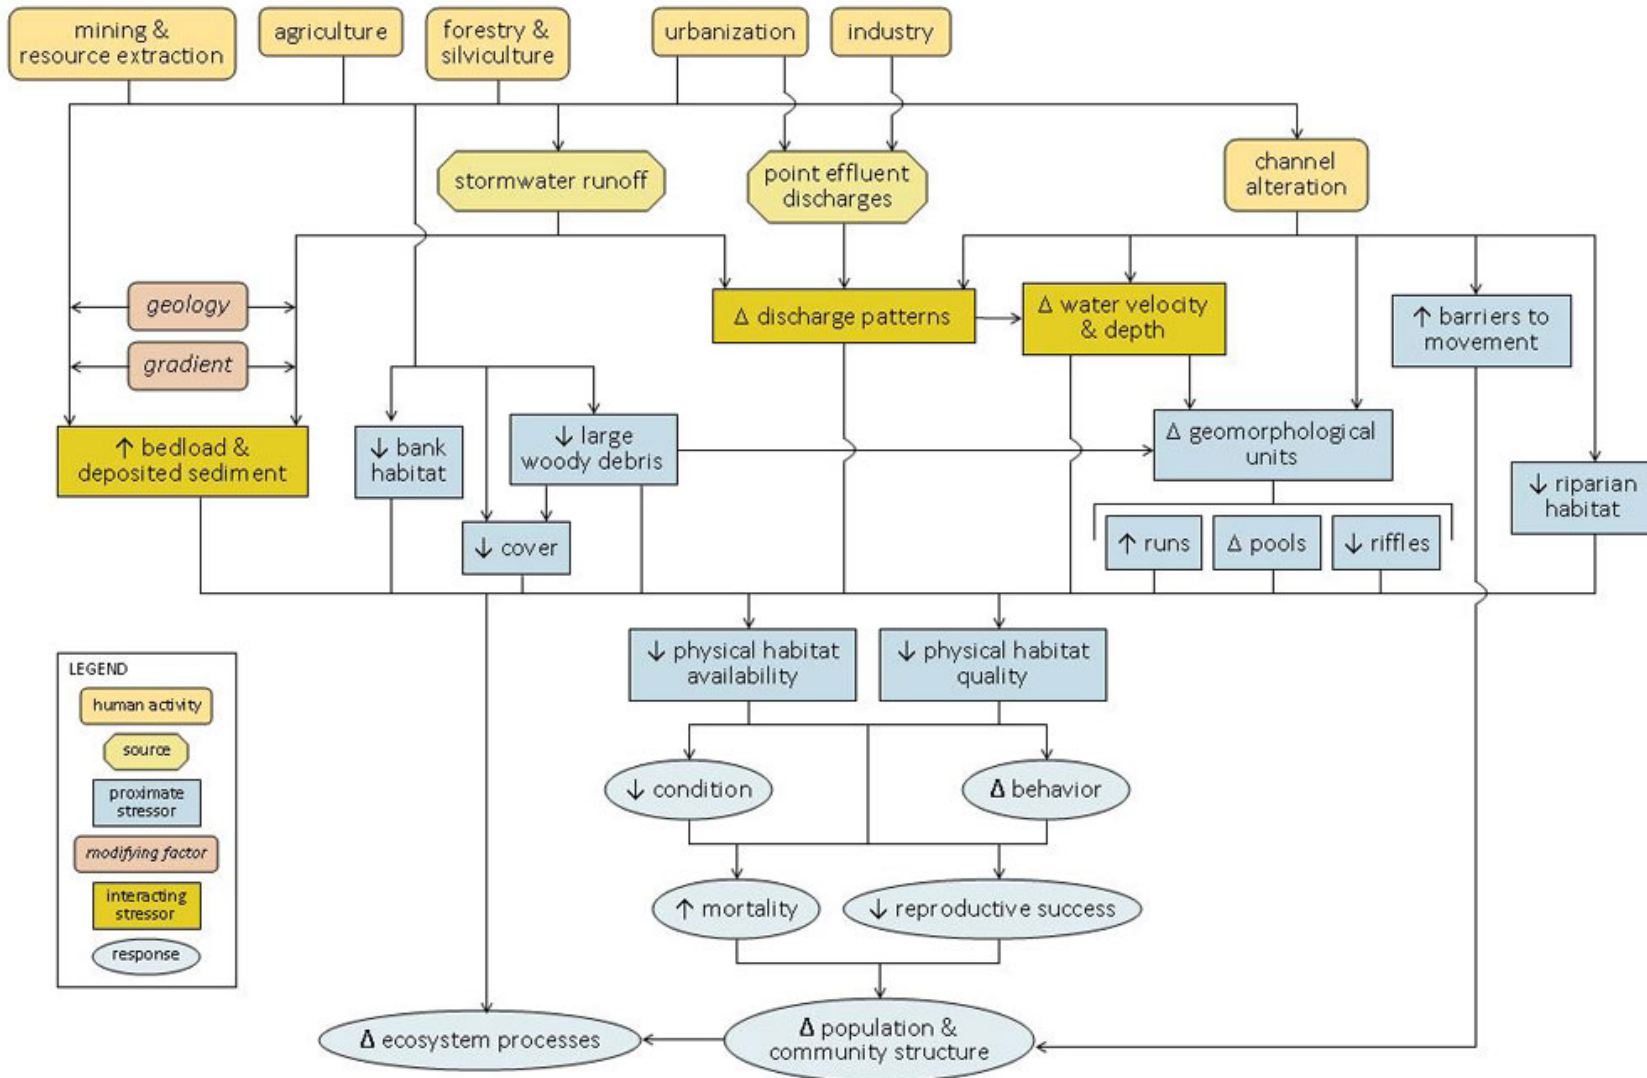 mining &
resource extraction
agriculture
forestry &
silviculture
urbanization
industry
stormwater runoff
point effluent
discharges
channel
alteration
geology
gradient
Δ discharge patterns
Δ water velocity
& depth
↑ barriers to
movement
↑ bedload &
deposited sediment
↓ bank
habitat
↓ large
woody debris
Δ geomorphological
units
↓ riparian
habitat
↓ cover
↑ runs
Δ pools
↓ riffles
↓ physical habitat
availability
↓ physical habitat
quality
LEGEND
human activity
source
proximate
stressor
modifying factor
interacting
stressor
response
↓ condition
Δ behavior
↑ mortality
↓ reproductive success
Δ ecosystem processes
Δ population &
community structure